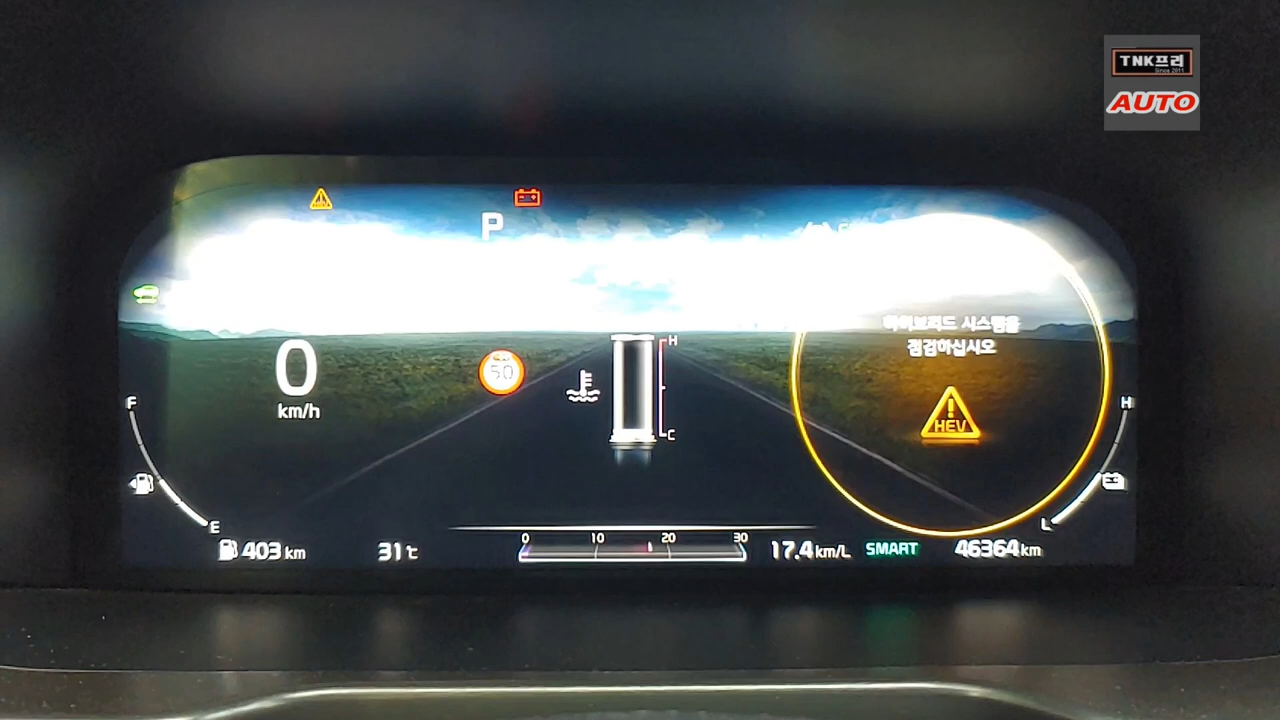 TNK프리
Since 2011
AUTO
P
하이브리드 시스템을
점검하십시오
HEV
0
km/h
50
H
C
F
E
H
L
403 km
31℃
0 10 20 30
17.4 km/L
SMART
46364 km